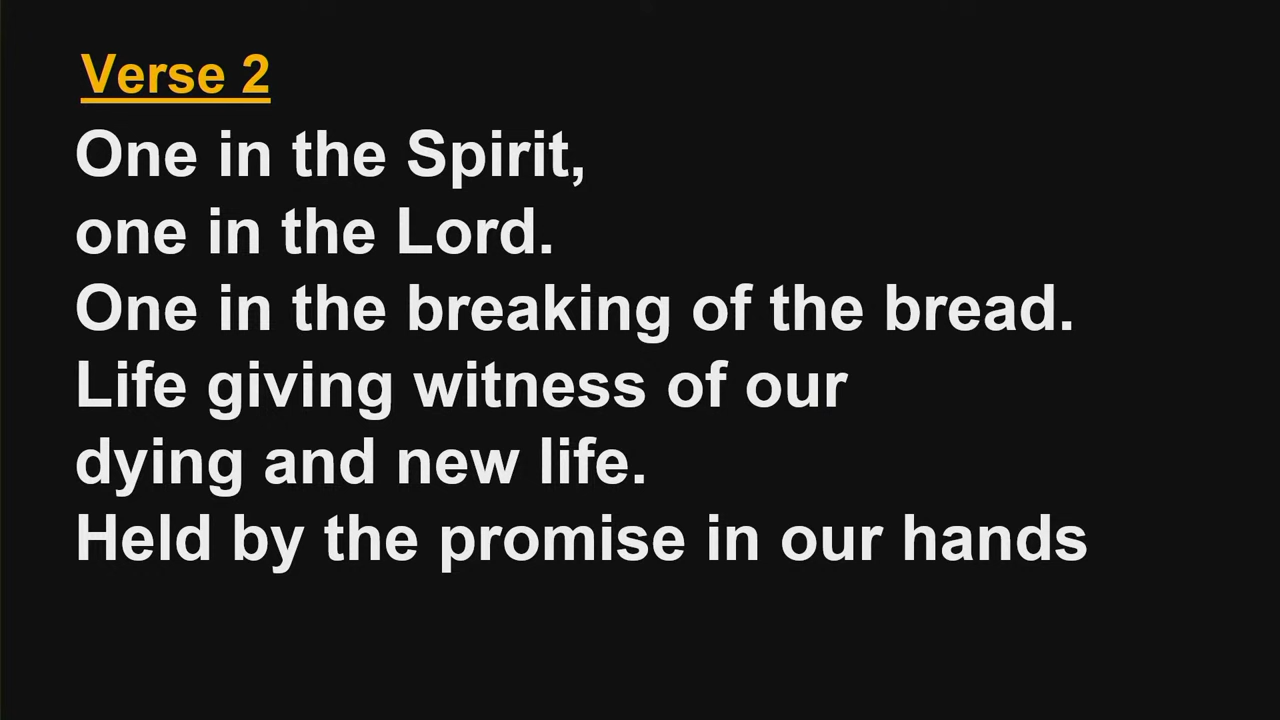 Verse 2
One in the Spirit,
one in the Lord.
One in the breaking of the bread.
Life giving witness of our
dying and new life.
Held by the promise in our hands